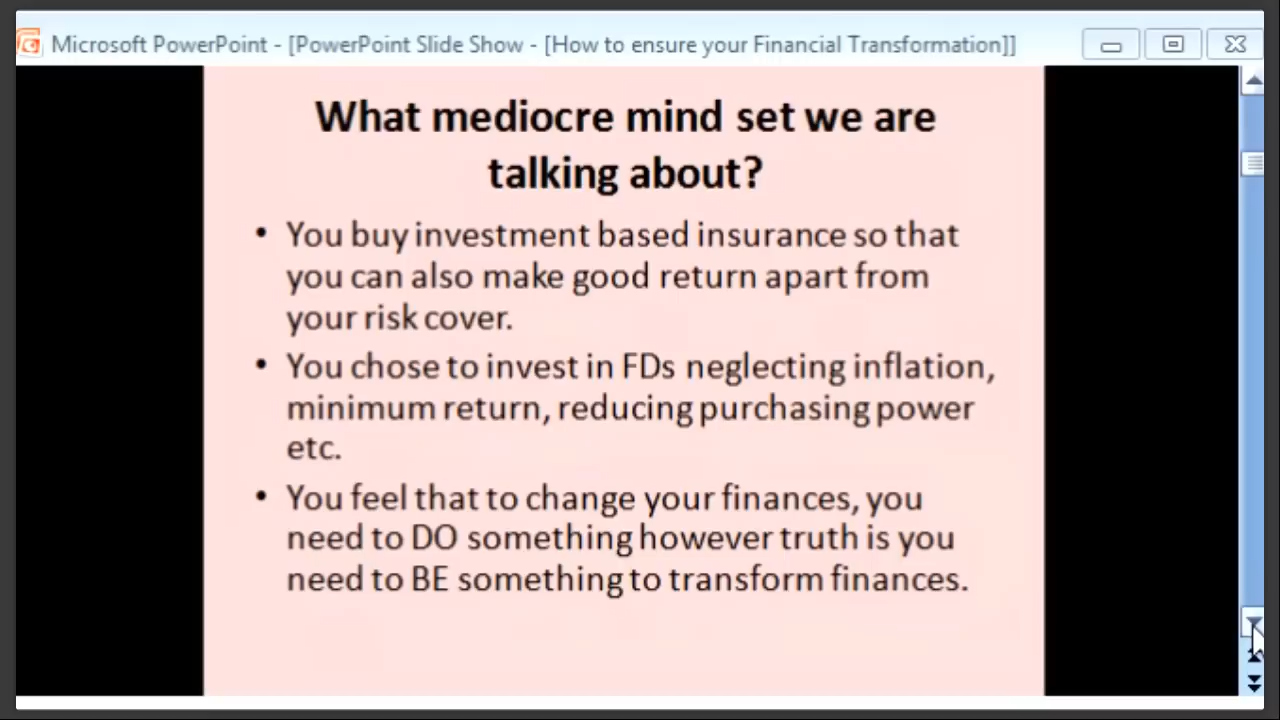 Microsoft PowerPoint - [PowerPoint Slide Show - [How to ensure your Financial Transformation]]
What mediocre mind set we are
talking about?
• You buy investment based insurance so that
you can also make good return apart from
your risk cover.
• You chose to invest in FDs neglecting inflation,
minimum return, reducing purchasing power
etc.
• You feel that to change your finances, you
need to DO something however truth is you
need to BE something to transform finances.